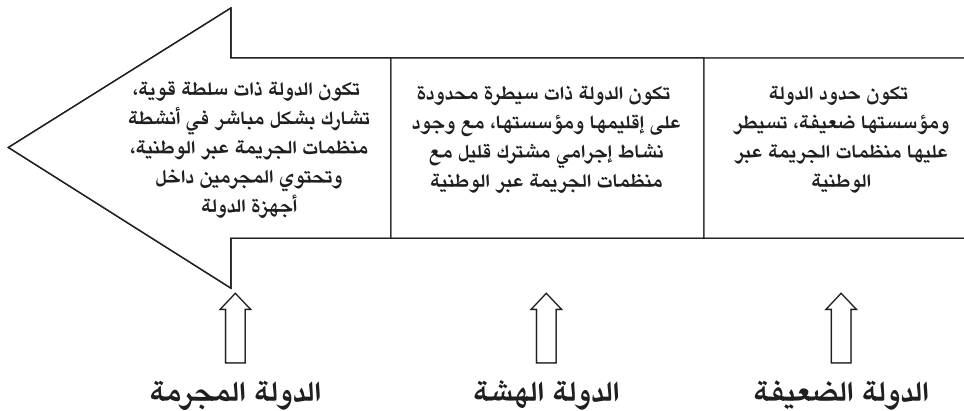 تكون حدود الدولة
ومؤسستها ضعيفة، تسيطر
عليها منظمات الجريمة عبر
الوطنية
تكون الدولة ذات سيطرة محدودة
على إقليمها ومؤسستها، مع وجود
نشاط إجرامي مشترك قليل مع
منظمات الجريمة عبر الوطنية
تكون الدولة ذات سلطة قوية،
تشارك بشكل مباشر في أنشطة
منظمات الجريمة عبر الوطنية،
وتحتوي المجرمين داخل
أجهزة الدولة
الدولة الضعيفة
الدولة الهشة
الدولة المجرمة